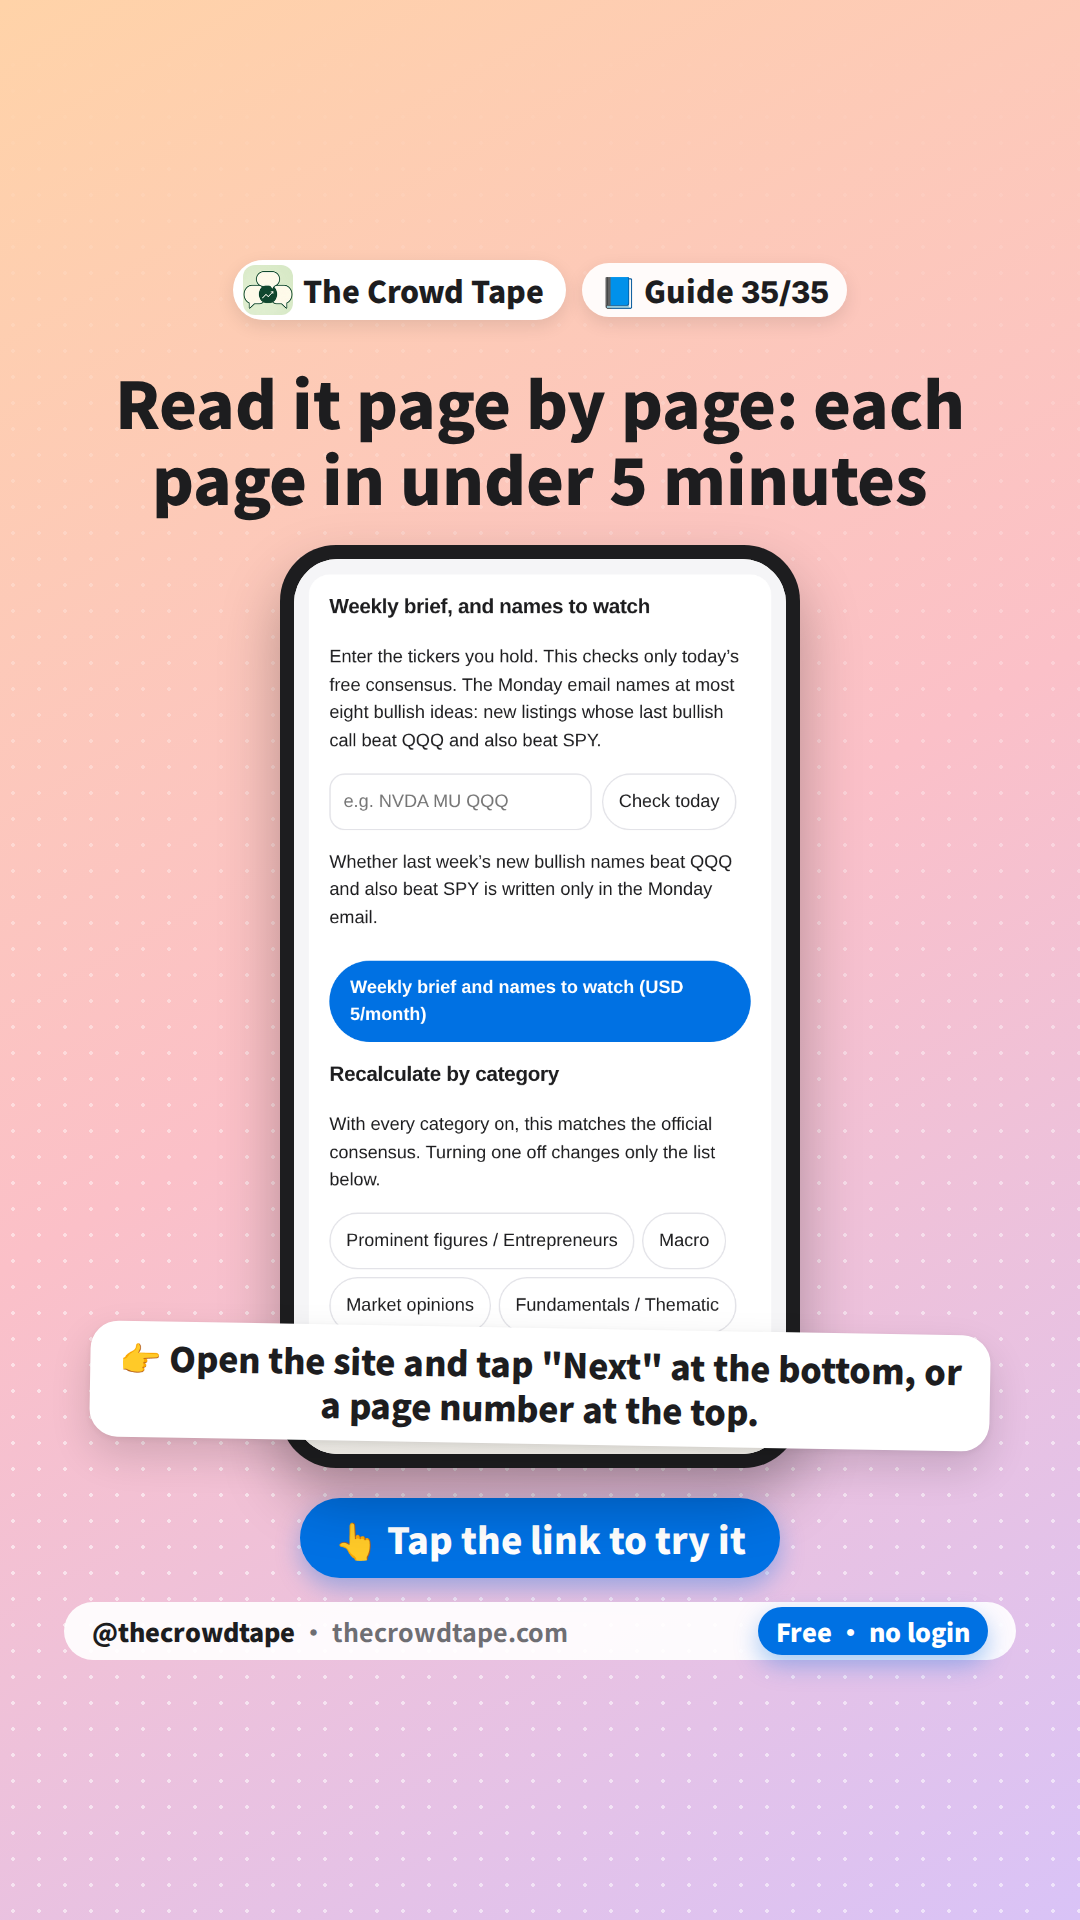 The Crowd Tape
📘 Guide 35/35
Read it page by page: each
page in under 5 minutes
Weekly brief, and names to watch
Enter the tickers you hold. This checks only today’s
free consensus. The Monday email names at most
eight bullish ideas: new listings whose last bullish
call beat QQQ and also beat SPY.
e.g. NVDA MU QQQ
Check today
Whether last week’s new bullish names beat QQQ
and also beat SPY is written only in the Monday
email.
Weekly brief and names to watch (USD
5/month)
Recalculate by category
With every category on, this matches the official
consensus. Turning one off changes only the list
below.
Prominent figures / Entrepreneurs
Macro
Market opinions
Fundamentals / Thematic
👉 Open the site and tap "Next" at the bottom, or
a page number at the top.
👆 Tap the link to try it
@thecrowdtape • thecrowdtape.com
Free • no login